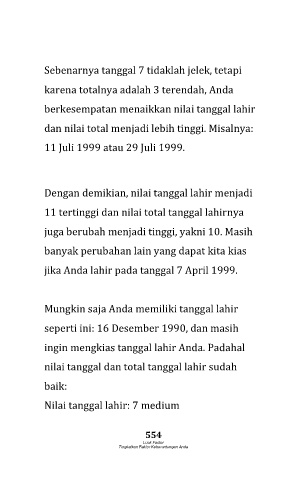 Sebenarnya tanggal 7 tidaklah jelek, tetapi
karena totalnya adalah 3 terendah, Anda
berkesempatan menaikkan nilai tanggal lahir
dan nilai total menjadi lebih tinggi. Misalnya:
11 Juli 1999 atau 29 Juli 1999.
Dengan demikian, nilai tanggal lahir menjadi
11 tertinggi dan nilai total tanggal lahirnya
juga berubah menjadi tinggi, yakni 10. Masih
banyak perubahan lain yang dapat kita kias
jika Anda lahir pada tanggal 7 April 1999.
Mungkin saja Anda memiliki tanggal lahir
seperti ini: 16 Desember 1990, dan masih
ingin mengkias tanggal lahir Anda. Padahal
nilai tanggal dan total tanggal lahir sudah
baik:
Nilai tanggal lahir: 7 medium
554
Luck Factor
Tingkatkan Faktor Keberuntungan Anda